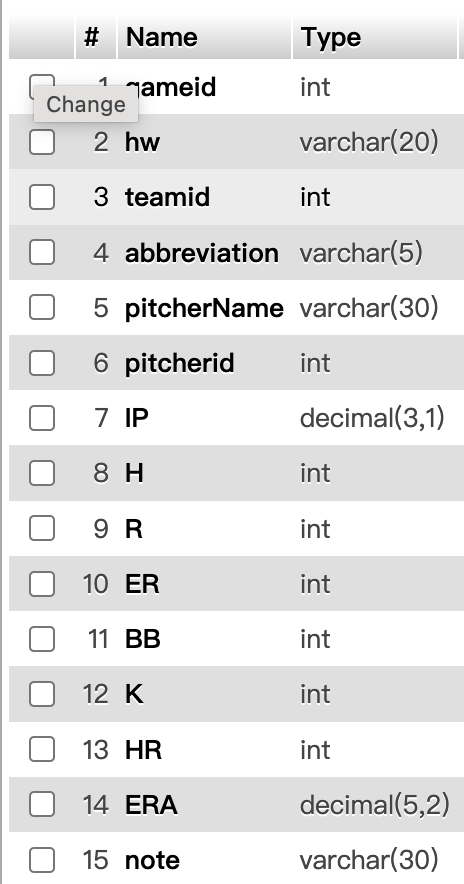 # Name Type
1 gameid int
Change
2 hw varchar(20)
3 teamid int
4 abbreviation varchar(5)
5 pitcherName varchar(30)
6 pitcherid int
7 IP decimal(3,1)
8 H int
9 R int
10 ER int
11 BB int
12 K int
13 HR int
14 ERA decimal(5,2)
15 note varchar(30)